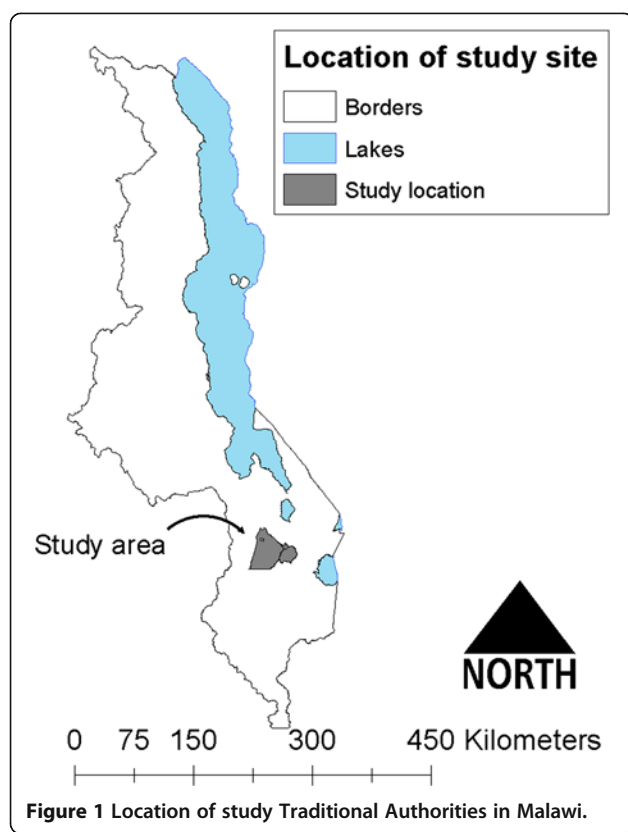 Location of study site
Borders
Lakes
Study location
Study area
NORTH
0 75 150 300 450 Kilometers
Figure 1 Location of study Traditional Authorities in Malawi.